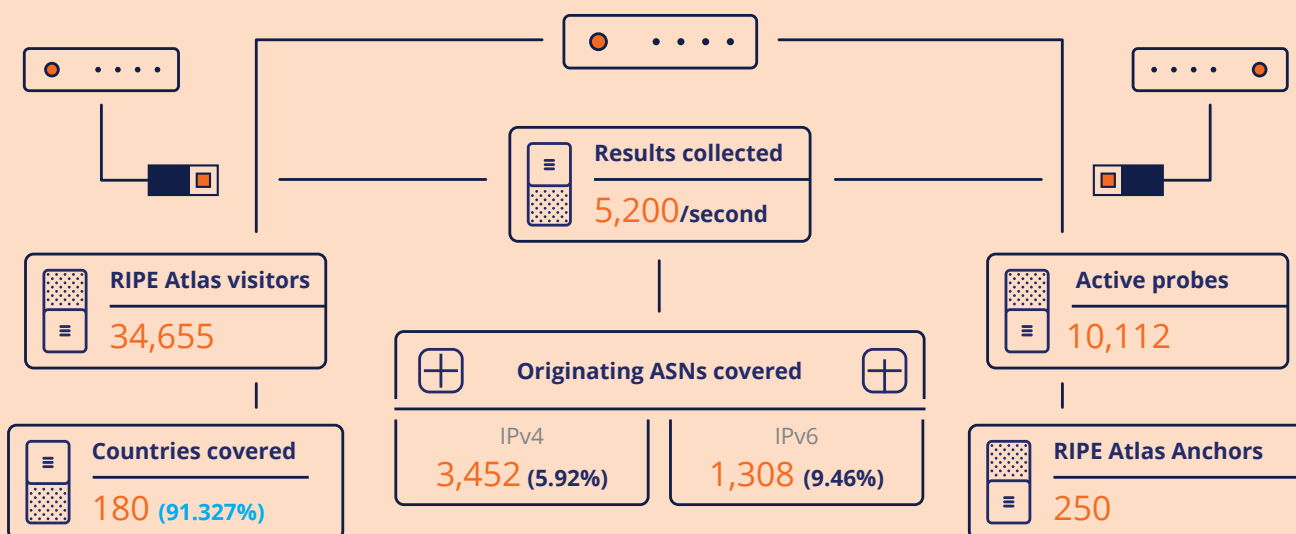 Results collected
5,200/second
RIPE Atlas visitors
34,655
Active probes
10,112
Originating ASNs covered
IPv4
3,452 (5.92%)
IPv6
1,308 (9.46%)
Countries covered
180 (91.327%)
RIPE Atlas Anchors
250